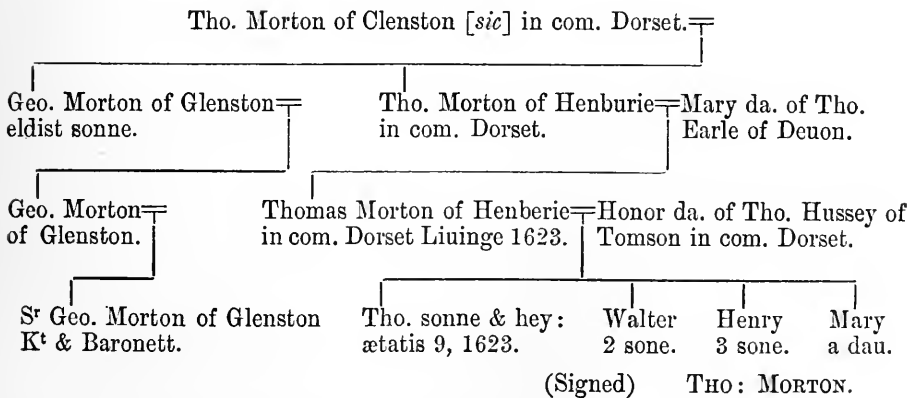 Tho. Morton of Clenston [sic] in com. Dorset.
Geo. Morton of Glenston
eldist sonne.
Tho. Morton of Henburie
in com. Dorset.
Mary da. of Tho.
Earle of Deuon.
Geo. Morton
of Glenston.
Thomas Morton of Henberie
in com. Dorset Liuinge 1623.
Honor da. of Tho. Hussey of
Tomson in com. Dorset.
Sʳ Geo. Morton of Glenston
Kᵗ & Baronett.
Tho. sonne & hey:
ætatis 9, 1623.
Walter
2 sone.
Henry
3 sone.
Mary
a dau.
(Signed) THO: MORTON.